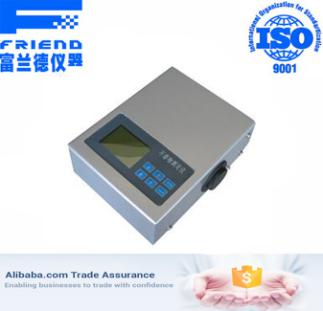 FRIEND
富兰德仪器
International Organization for Standardization
ISO
9001
Alibaba.com Trade Assurance
Enabling businesses to trade with confidence
$